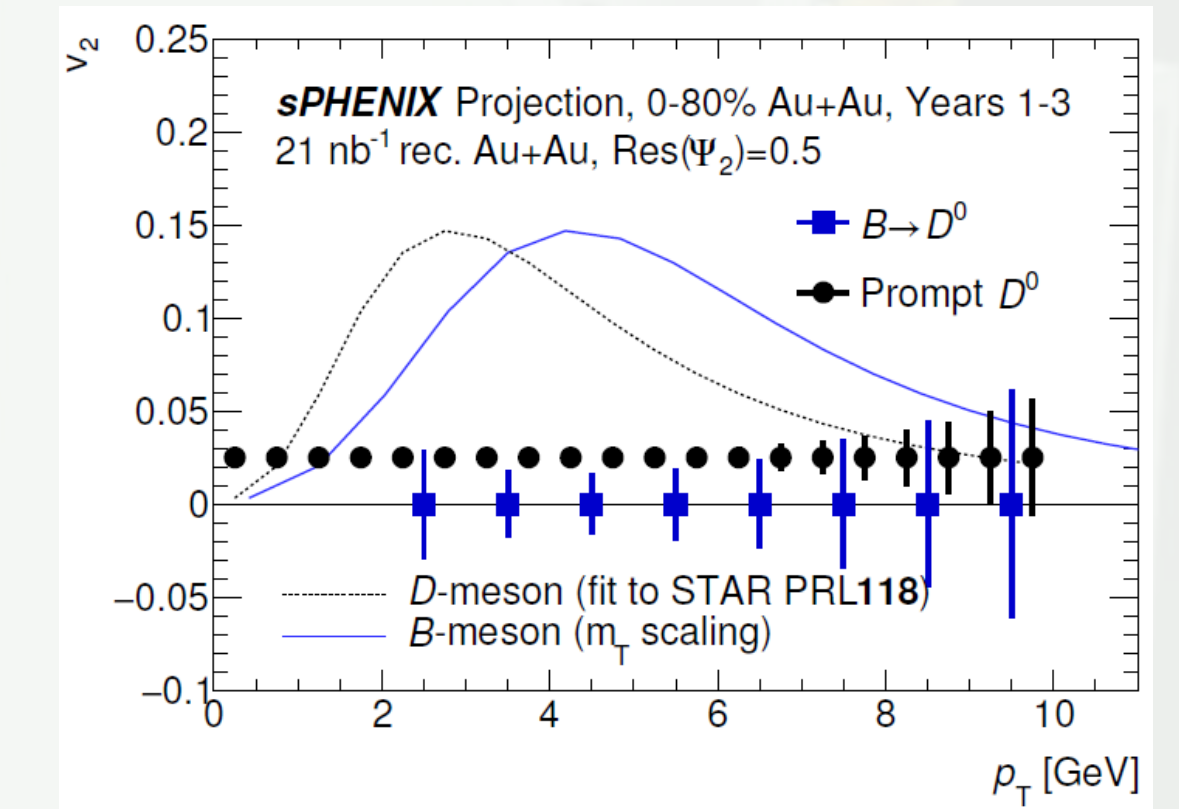 v₂
0.25
0.2
0.15
0.1
0.05
0
−0.05
−0.1
sPHENIX Projection, 0-80% Au+Au, Years 1-3
21 nb⁻¹ rec. Au+Au, Res(Ψ₂)=0.5
B→D⁰
Prompt D⁰
D-meson (fit to STAR PRL118)
B-meson (m_T scaling)
0 2 4 6 8 10
p_T [GeV]